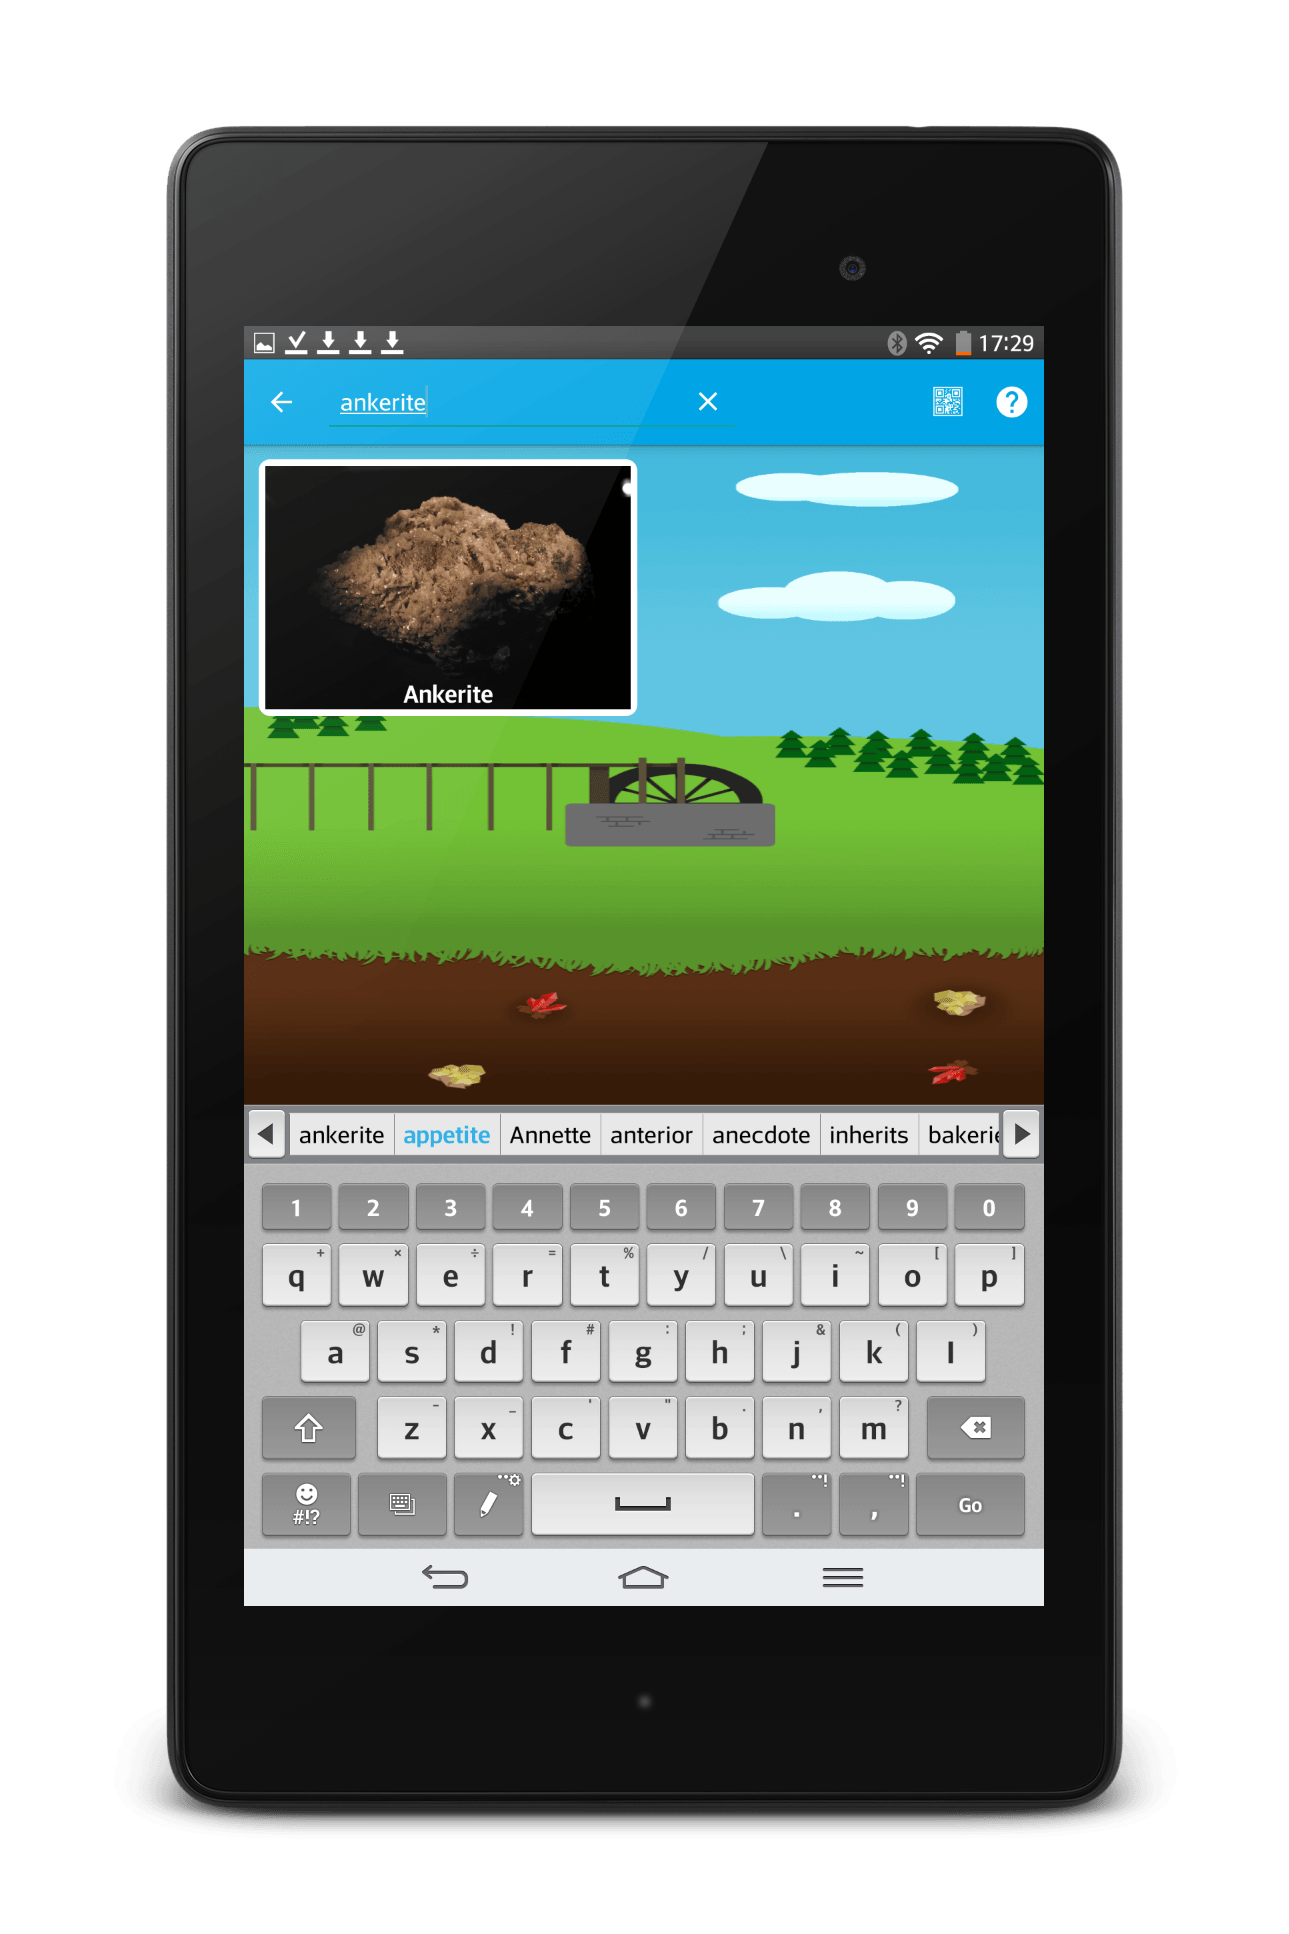 17:29
ankerite
?
Ankerite
ankerite appetite Annette anterior anecdote inherits bakerie
1 2 3 4 5 6 7 8 9 0
+ × ÷ = % / \ ~ [ ]
q w e r t y u i o p
@ * ! # : ; & ( )
a s d f g h j k l
- _ ' " . , ?
z x c v b n m
#!? . , Go